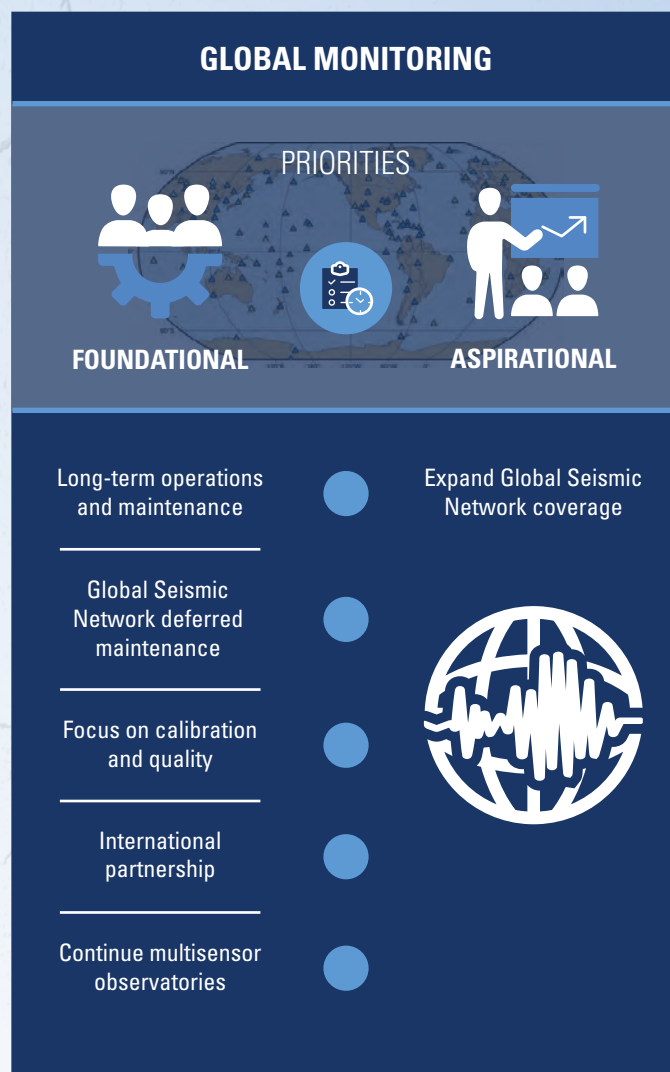 GLOBAL MONITORING
PRIORITIES
FOUNDATIONAL
ASPIRATIONAL
Long-term operations
and maintenance
Global Seismic
Network deferred
maintenance
Focus on calibration
and quality
International
partnership
Continue multisensor
observatories
Expand Global Seismic
Network coverage